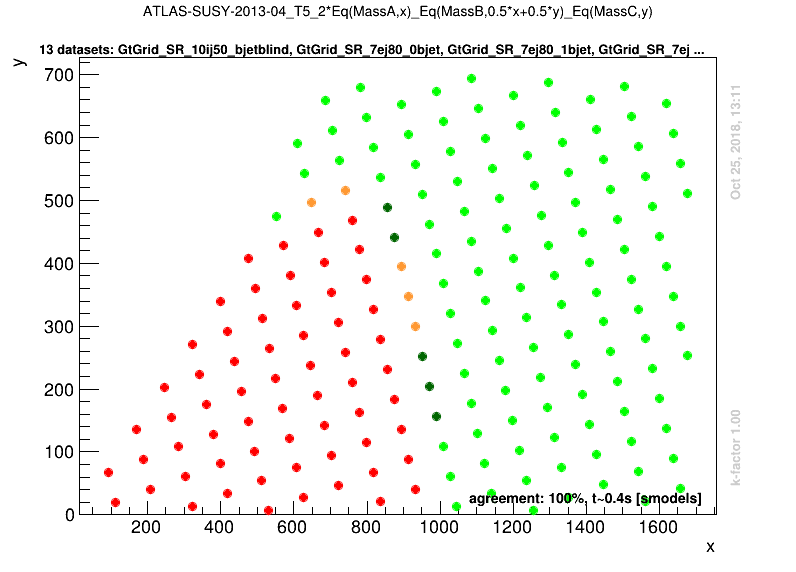 ATLAS-SUSY-2013-04_T5_2*Eq(MassA,x)_Eq(MassB,0.5*x+0.5*y)_Eq(MassC,y)
13 datasets: GtGrid_SR_10ij50_bjetblind, GtGrid_SR_7ej80_0bjet, GtGrid_SR_7ej80_1bjet, GtGrid_SR_7ej ...
y
700
600
500
400
300
200
100
0
200
400
600
800
1000
1200
1400
1600
x
agreement: 100%, t~0.4s [smodels]
Oct 25, 2018, 13:11
k-factor 1.00